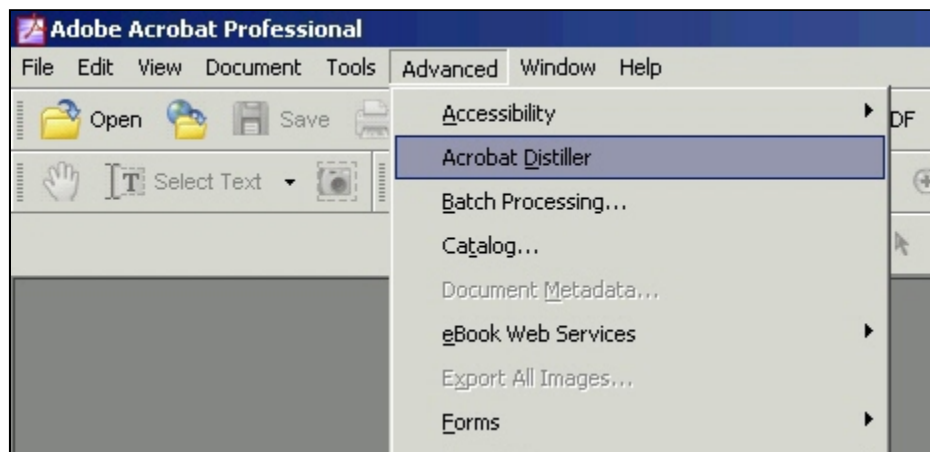 Adobe Acrobat Professional
File Edit View Document Tools Advanced Window Help
Open Save DF
Select Text
Accessibility
Acrobat Distiller
Batch Processing...
Catalog...
Document Metadata...
eBook Web Services
Export All Images...
Forms